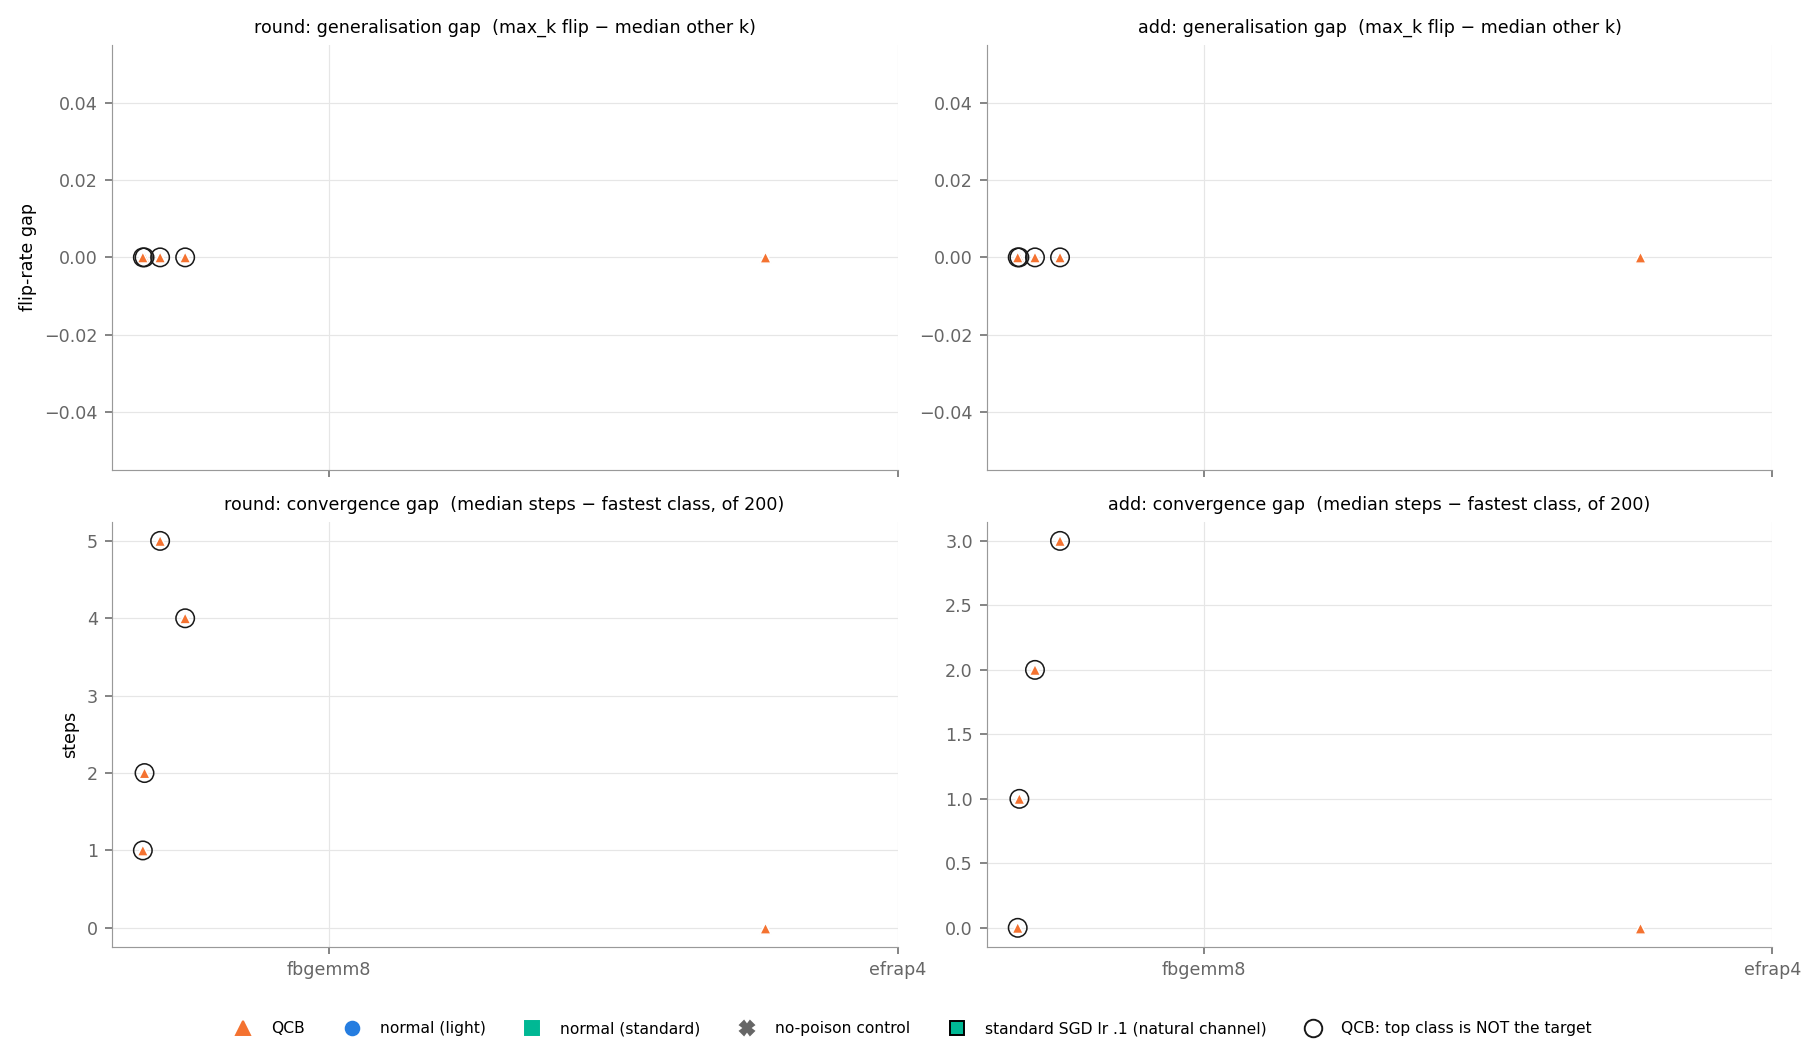 round: generalisation gap (max_k flip − median other k)
add: generalisation gap (max_k flip − median other k)
0.04
0.02
0.00
−0.02
−0.04
flip-rate gap
0.04
0.02
0.00
−0.02
−0.04
round: convergence gap (median steps − fastest class, of 200)
add: convergence gap (median steps − fastest class, of 200)
5
4
3
2
1
0
steps
3.0
2.5
2.0
1.5
1.0
0.5
0.0
fbgemm8
efrap4
fbgemm8
efrap4
QCB
normal (light)
normal (standard)
no-poison control
standard SGD lr .1 (natural channel)
QCB: top class is NOT the target